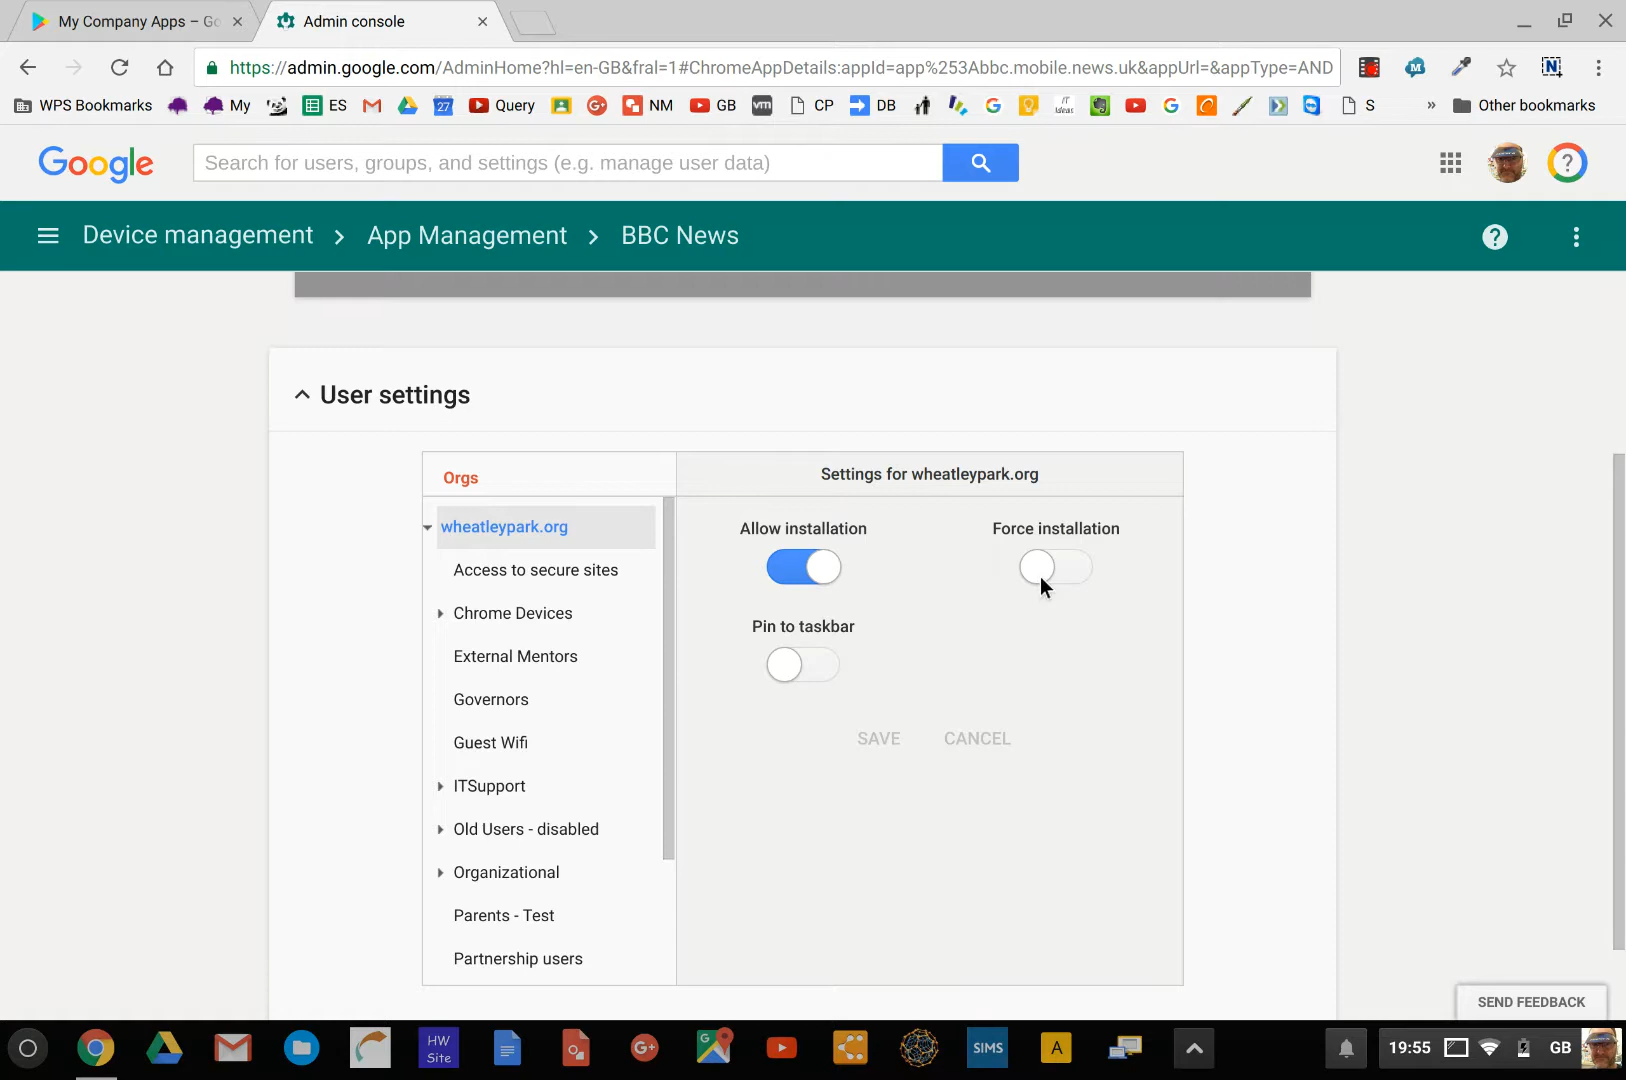 My Company Apps – Go
Admin console
https://admin.google.com/AdminHome?hl=en-GB&fral=1#ChromeAppDetails:appId=app%253Abbc.mobile.news.uk&appUrl=&appType=AND
WPS Bookmarks My ES 27 Query NM GB vm CP DB IT Ideas S » Other bookmarks
Google
Search for users, groups, and settings (e.g. manage user data)
Device management > App Management > BBC News
User settings
Orgs
Settings for wheatleypark.org
wheatleypark.org
Allow installation
Force installation
Access to secure sites
Chrome Devices
Pin to taskbar
External Mentors
Governors
Guest Wifi
SAVE CANCEL
ITSupport
Old Users - disabled
Organizational
Parents - Test
Partnership users
SEND FEEDBACK
HW Site
SIMS
A
19:55
GB